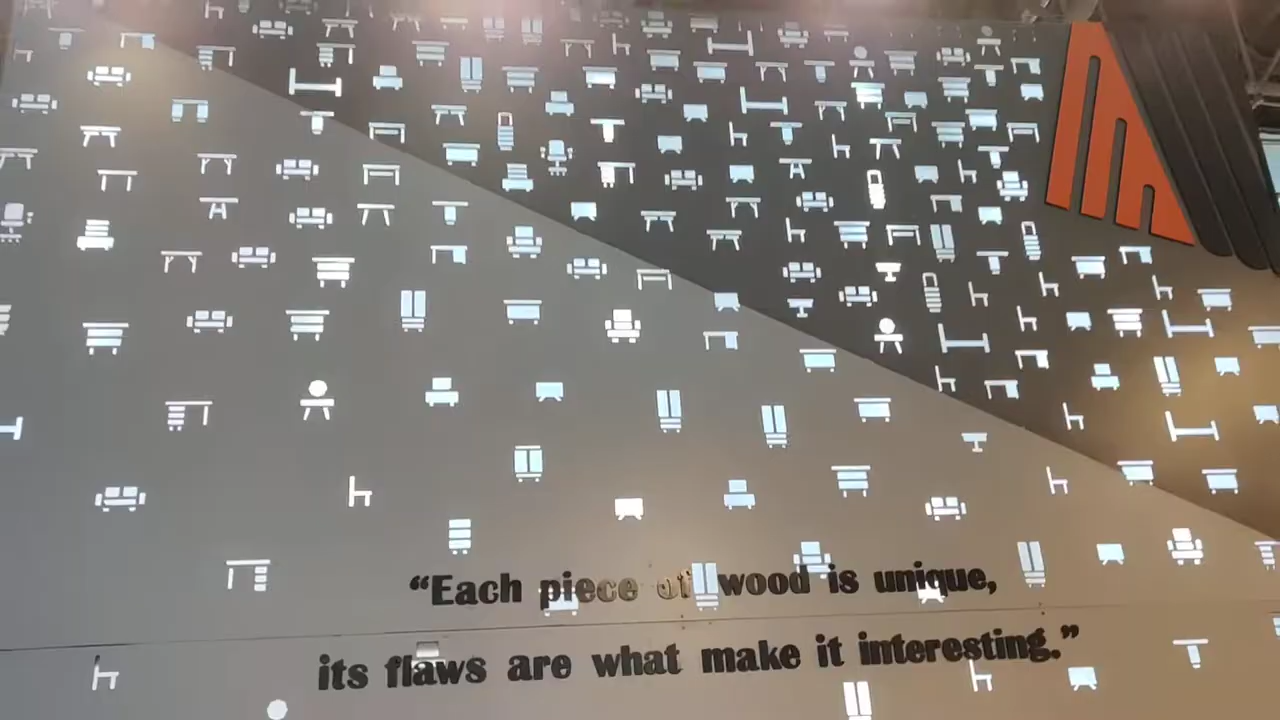 “Each piece of wood is unique,
its flaws are what make it interesting.”